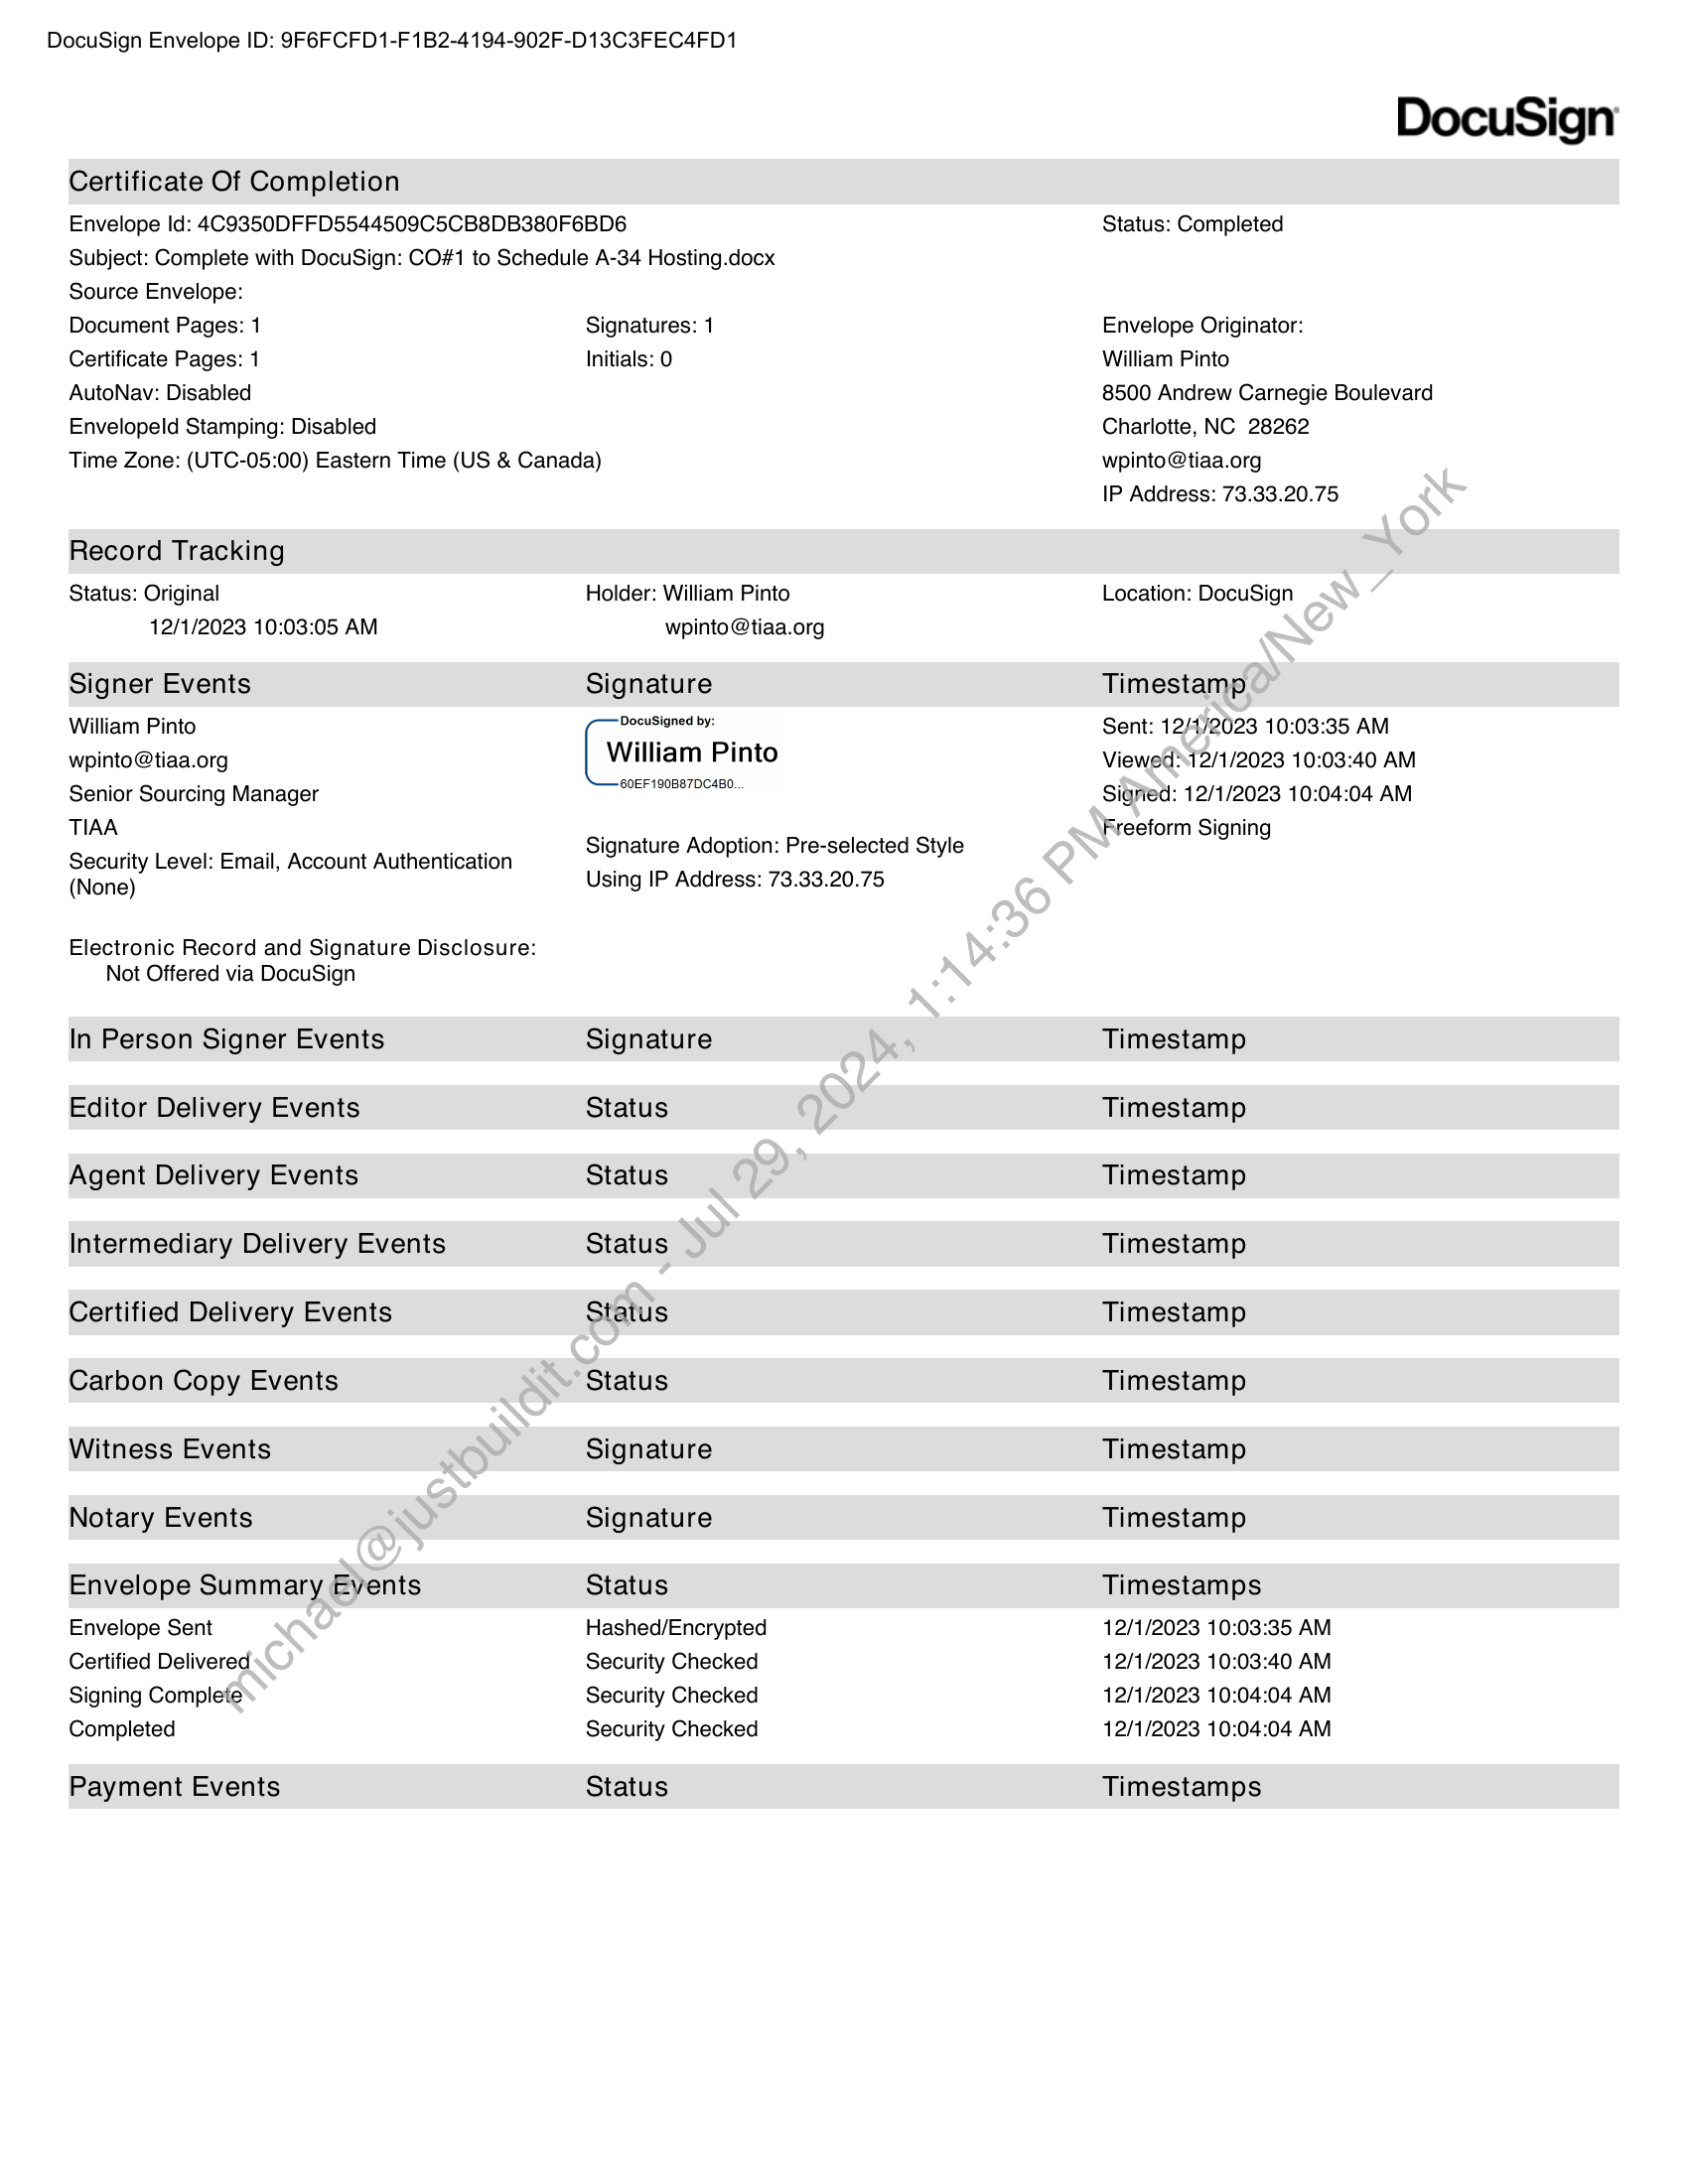 DocuSign Envelope ID: 9F6FCFD1-F1B2-4194-902F-D13C3FEC4FD1
DocuSign
Certificate Of Completion
Envelope Id: 4C9350DFFD5544509C5CB8DB380F6BD6 Status: Completed
Subject: Complete with DocuSign: CO#1 to Schedule A-34 Hosting.docx
Source Envelope:
Document Pages: 1 Signatures: 1 Envelope Originator:
Certificate Pages: 1 Initials: 0 William Pinto
AutoNav: Disabled 8500 Andrew Carnegie Boulevard
EnvelopeId Stamping: Disabled Charlotte, NC 28262
Time Zone: (UTC-05:00) Eastern Time (US & Canada) wpinto@tiaa.org
IP Address: 73.33.20.75
Record Tracking
Status: Original Holder: William Pinto Location: DocuSign
12/1/2023 10:03:05 AM wpinto@tiaa.org
Signer Events Signature Timestamp
William Pinto DocuSigned by: Sent: 12/1/2023 10:03:35 AM
wpinto@tiaa.org William Pinto Viewed: 12/1/2023 10:03:40 AM
Senior Sourcing Manager 60EF190B87DC4B0... Signed: 12/1/2023 10:04:04 AM
TIAA Freeform Signing
Security Level: Email, Account Authentication Signature Adoption: Pre-selected Style
(None) Using IP Address: 73.33.20.75
Electronic Record and Signature Disclosure:
Not Offered via DocuSign
In Person Signer Events Signature Timestamp
Editor Delivery Events Status Timestamp
Agent Delivery Events Status Timestamp
Intermediary Delivery Events Status Timestamp
Certified Delivery Events Status Timestamp
Carbon Copy Events Status Timestamp
Witness Events Signature Timestamp
Notary Events Signature Timestamp
Envelope Summary Events Status Timestamps
Envelope Sent Hashed/Encrypted 12/1/2023 10:03:35 AM
Certified Delivered Security Checked 12/1/2023 10:03:40 AM
Signing Complete Security Checked 12/1/2023 10:04:04 AM
Completed Security Checked 12/1/2023 10:04:04 AM
Payment Events Status Timestamps
michael@justbuildit.com - Jul 29, 2024, 1:14:36 PM America/New_York